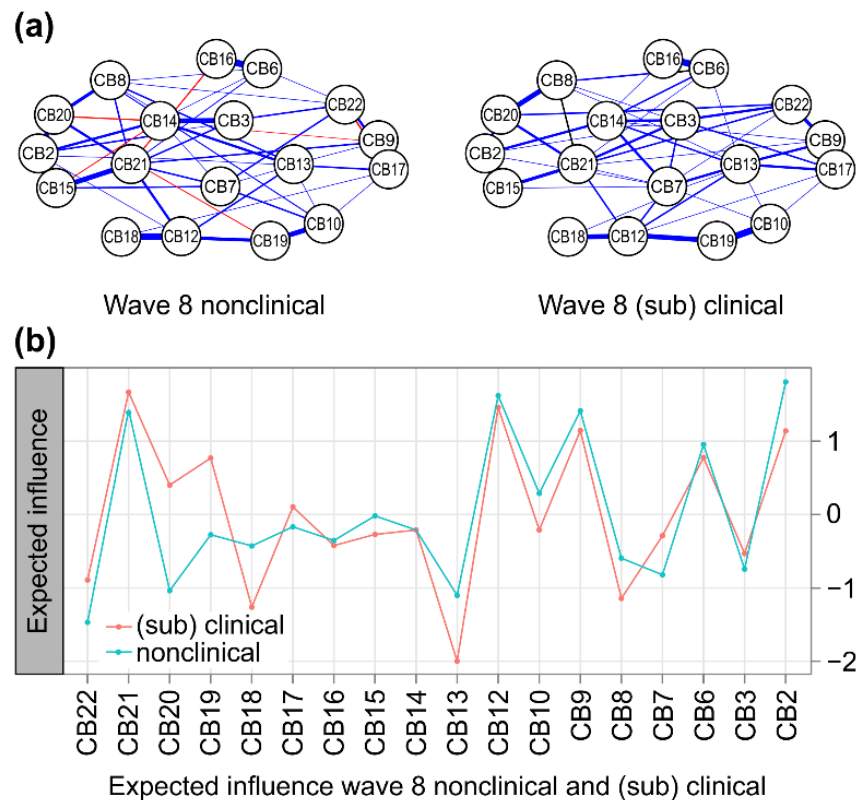 (a)
CB16
CB6
CB8
CB20
CB14
CB3
CB22
CB2
CB21
CB13
CB9
CB15
CB7
CB17
CB18
CB12
CB19
CB10
Wave 8 nonclinical
CB16
CB6
CB8
CB20
CB14
CB3
CB22
CB2
CB21
CB13
CB9
CB15
CB7
CB17
CB18
CB12
CB19
CB10
Wave 8 (sub) clinical
(b)
Expected influence
1
0
−1
−2
(sub) clinical
nonclinical
CB22
CB21
CB20
CB19
CB18
CB17
CB16
CB15
CB14
CB13
CB12
CB10
CB9
CB8
CB7
CB6
CB3
CB2
Expected influence wave 8 nonclinical and (sub) clinical